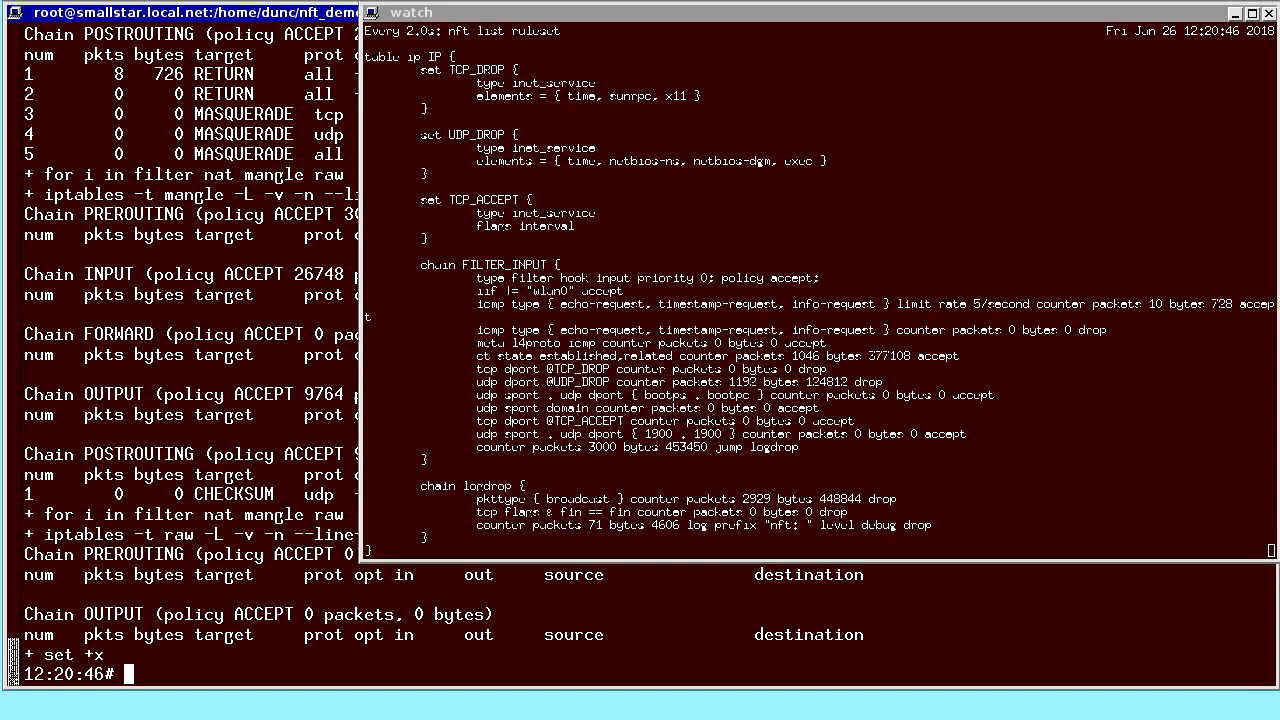 root@smallstar.local.net:/home/dunc/nft_dem
Chain POSTROUTING (policy ACCEPT 2
num pkts bytes target prot
1 8 726 RETURN all
2 0 0 RETURN all
3 0 0 MASQUERADE tcp
4 0 0 MASQUERADE udp
5 0 0 MASQUERADE all
+ for i in filter nat mangle raw
+ iptables -t mangle -L -v -n --li
Chain PREROUTING (policy ACCEPT 30
num pkts bytes target prot
Chain INPUT (policy ACCEPT 26748 p
num pkts bytes target prot
Chain FORWARD (policy ACCEPT 0 pac
num pkts bytes target prot
Chain OUTPUT (policy ACCEPT 9764 p
num pkts bytes target prot
Chain POSTROUTING (policy ACCEPT 9
num pkts bytes target prot
1 0 0 CHECKSUM udp
+ for i in filter nat mangle raw
+ iptables -t raw -L -v -n --line
Chain PREROUTING (policy ACCEPT 0
num pkts bytes target prot opt in out source destination
Chain OUTPUT (policy ACCEPT 0 packets, 0 bytes)
num pkts bytes target prot opt in out source destination
+ set +x
12:20:46#
watch
Every 2.0s: nft list ruleset Fri Jun 26 12:20:46 2018
table ip IP {
set TCP_DROP {
type inet_service
elements = { time, sunrpc, x11 }
}
set UDP_DROP {
type inet_service
elements = { time, netbios-ns, netbios-dgm, exec }
}
set TCP_ACCEPT {
type inet_service
flags interval
}
chain FILTER_INPUT {
type filter hook input priority 0; policy accept;
iif != "wlan0" accept
icmp type { echo-request, timestamp-request, info-request } limit rate 5/second counter packets 10 bytes 728 accep
t
icmp type { echo-request, timestamp-request, info-request } counter packets 0 bytes 0 drop
meta l4proto icmp counter packets 0 bytes 0 accept
ct state established,related counter packets 1046 bytes 377108 accept
tcp dport @TCP_DROP counter packets 0 bytes 0 drop
udp dport @UDP_DROP counter packets 1192 bytes 124812 drop
udp sport . udp dport { bootps . bootpc } counter packets 0 bytes 0 accept
udp sport domain counter packets 0 bytes 0 accept
tcp dport @TCP_ACCEPT counter packets 0 bytes 0 accept
udp sport . udp dport { 1900 . 1900 } counter packets 0 bytes 0 accept
counter packets 3000 bytes 453450 jump logdrop
}
chain logdrop {
pkttype { broadcast } counter packets 2929 bytes 448844 drop
tcp flags & fin == fin counter packets 0 bytes 0 drop
counter packets 71 bytes 4606 log prefix "nft: " level debug drop
}
}